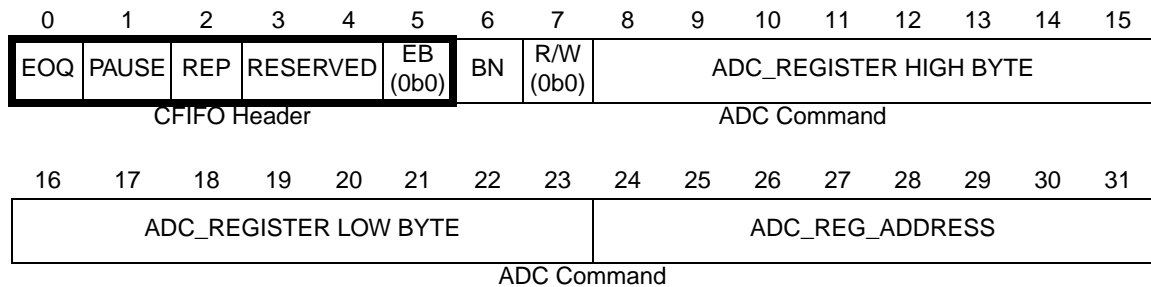 0 1 2 3 4 5 6 7 8 9 10 11 12 13 14 15
EOQ PAUSE REP RESERVED EB (0b0) BN R/W (0b0) ADC_REGISTER HIGH BYTE
CFIFO Header ADC Command
16 17 18 19 20 21 22 23 24 25 26 27 28 29 30 31
ADC_REGISTER LOW BYTE ADC_REG_ADDRESS
ADC Command